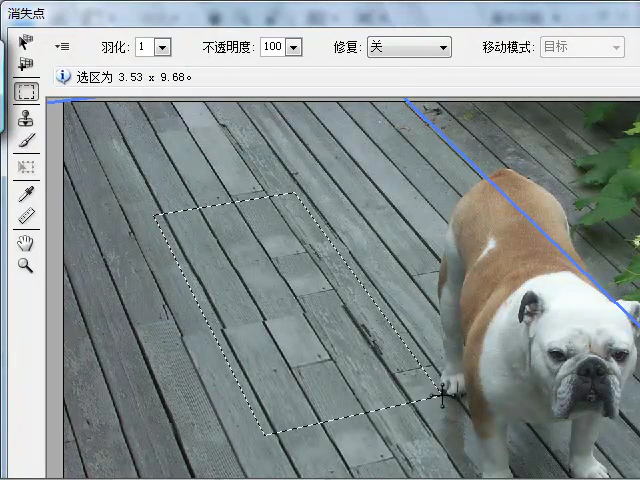 消失点
羽化: 1 不透明度: 100 修复: 关 移动模式: 目标
选区为 3.53 x 9.68。